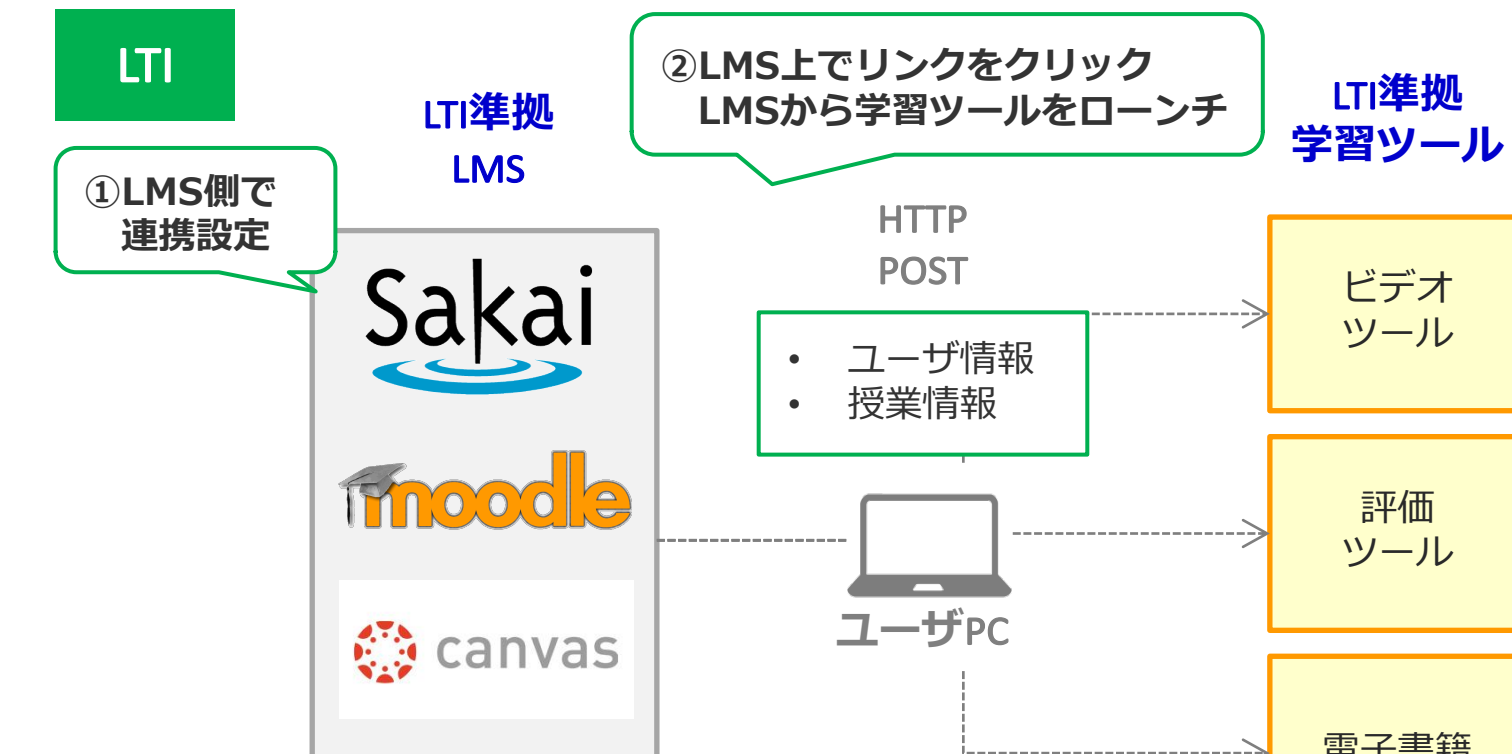 LTI
①LMS側で
連携設定
LTI準拠
LMS
②LMS上でリンクをクリック
LMSから学習ツールをローンチ
LTI準拠
学習ツール
Sakai
moodle
canvas
HTTP
POST
• ユーザ情報
• 授業情報
ユーザPC
ビデオ
ツール
評価
ツール
電子書籍